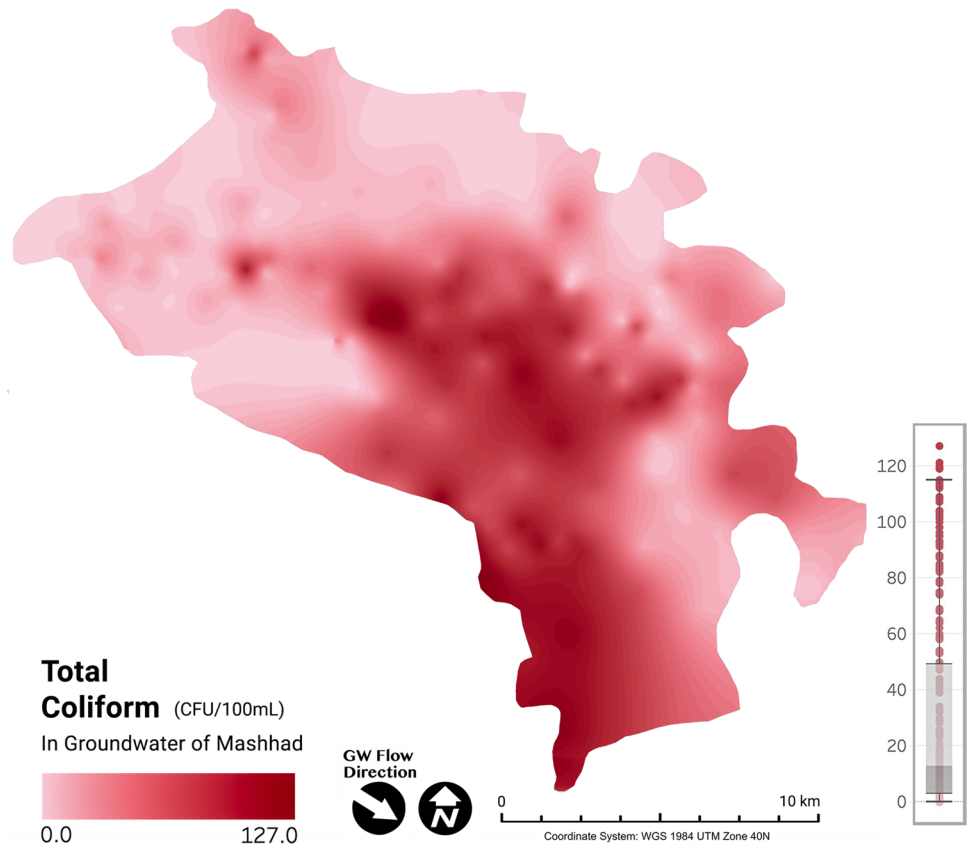 Total
Coliform (CFU/100mL)
In Groundwater of Mashhad
0.0 127.0
GW Flow
Direction
N
0 10 km
Coordinate System: WGS 1984 UTM Zone 40N
120
100
80
60
40
20
0